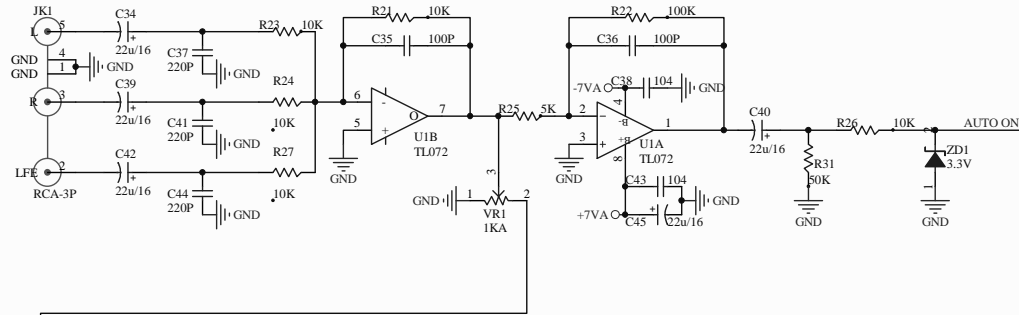 JK1
L
5
C34
22u/16
C37
220P
GND
R23
10K
GND
GND
4
1
GND
R
3
C39
22u/16
C41
220P
GND
R24
10K
LFE
2
RCA-3P
C42
22u/16
C44
220P
GND
R27
10K
R21
10K
C35
100P
6
5
-
+
O
7
U1B
TL072
GND
3
GND
1
2
VR1
1KA
R25
5K
R22
100K
C36
100P
-7VA
C38
104
GND
4
2
3
-
+
B-
B+
8
1
U1A
TL072
GND
C43
104
+7VA
C45
+
22u/16
GND
C40
+
22u/16
R31
50K
GND
R26
10K
2
ZD1
3.3V
1
GND
AUTO ON